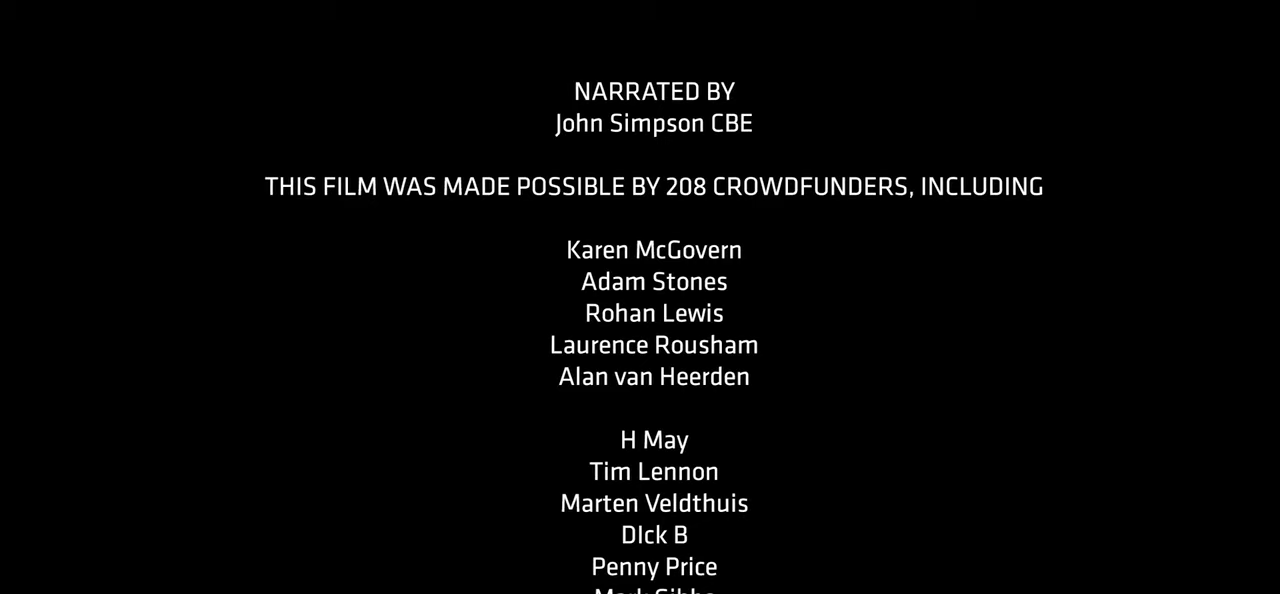 NARRATED BY
John Simpson CBE
THIS FILM WAS MADE POSSIBLE BY 208 CROWDFUNDERS, INCLUDING
Karen McGovern
Adam Stones
Rohan Lewis
Laurence Rousham
Alan van Heerden
H May
Tim Lennon
Marten Veldthuis
DIck B
Penny Price